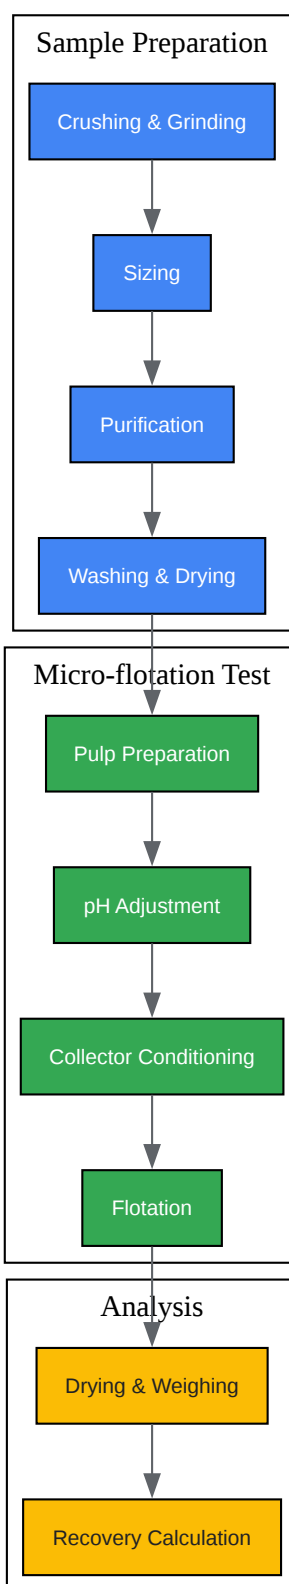 Sample Preparation
Crushing & Grinding
Sizing
Purification
Washing & Drying
Micro-flotation Test
Pulp Preparation
pH Adjustment
Collector Conditioning
Flotation
Analysis
Drying & Weighing
Recovery Calculation